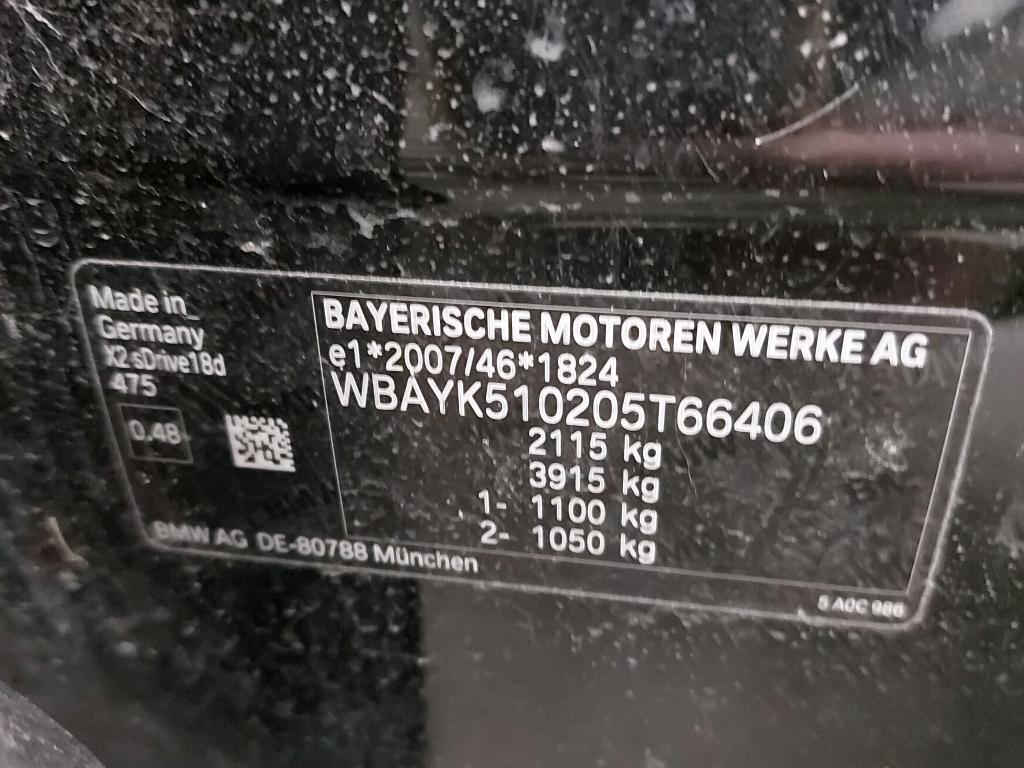 Made in_
Germany
X2 sDrive18d
475
0.48
BAYERISCHE MOTOREN WERKE AG
e1*2007/46*1824
WBAYK510205T66406
2115 kg
3915 kg
1- 1100 kg
2- 1050 kg
BMW AG DE-80788 München
5 A0C 986